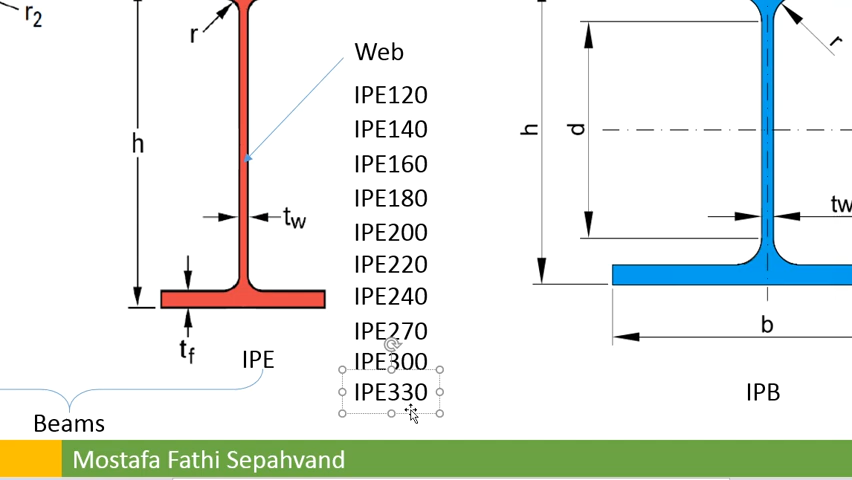 r2
r
Web
IPE120
IPE140
IPE160
IPE180
IPE200
IPE220
IPE240
IPE270
IPE300
IPE330
h
tw
tf
IPE
Beams
r
h
d
tw
b
IPB
Mostafa Fathi Sepahvand